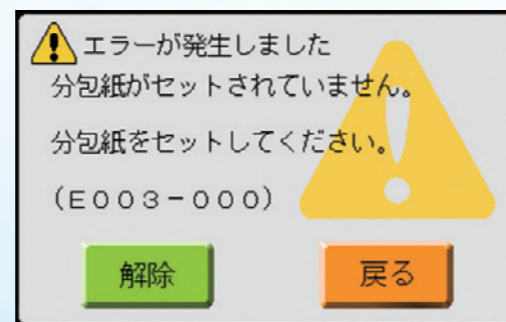 エラーが発生しました
分包紙がセットされていません。
分包紙をセットしてください。
(E003-000)
解除
戻る